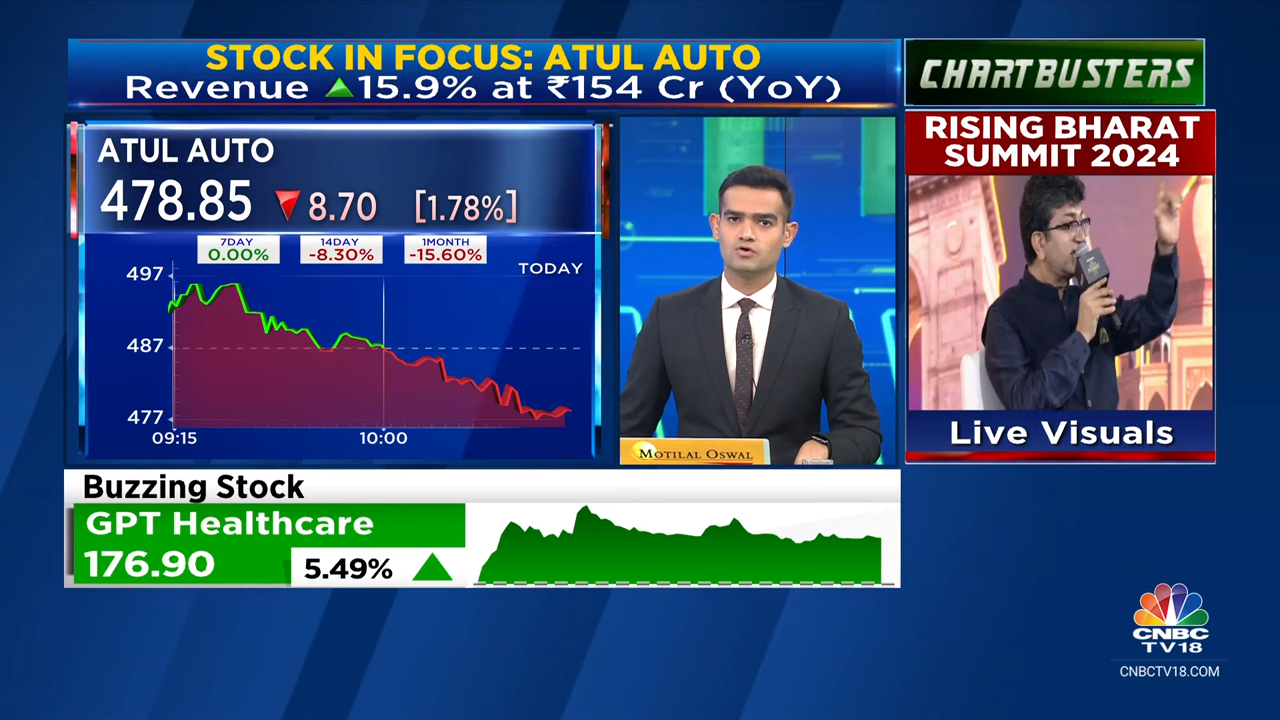 STOCK IN FOCUS: ATUL AUTO
Revenue ▲15.9% at ₹154 Cr (YoY)
CHARTBUSTERS
ATUL AUTO
478.85 ▼ 8.70 [1.78%]
7DAY 14DAY 1MONTH
0.00% -8.30% -15.60%
TODAY
497
487
477
09:15 10:00
MOTILAL OSWAL
RISING BHARAT
SUMMIT 2024
Live Visuals
Buzzing Stock
GPT Healthcare
176.90 5.49% ▲
CNBC
TV18
CNBCTV18.COM